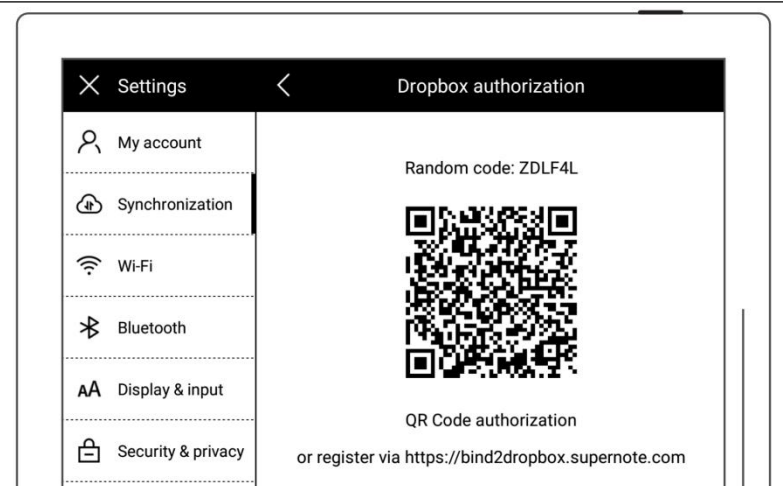 Settings
Dropbox authorization
My account
Synchronization
Wi-Fi
Bluetooth
AA Display & input
Security & privacy
Random code: ZDLF4L
QR Code authorization
or register via https://bind2dropbox.supernote.com